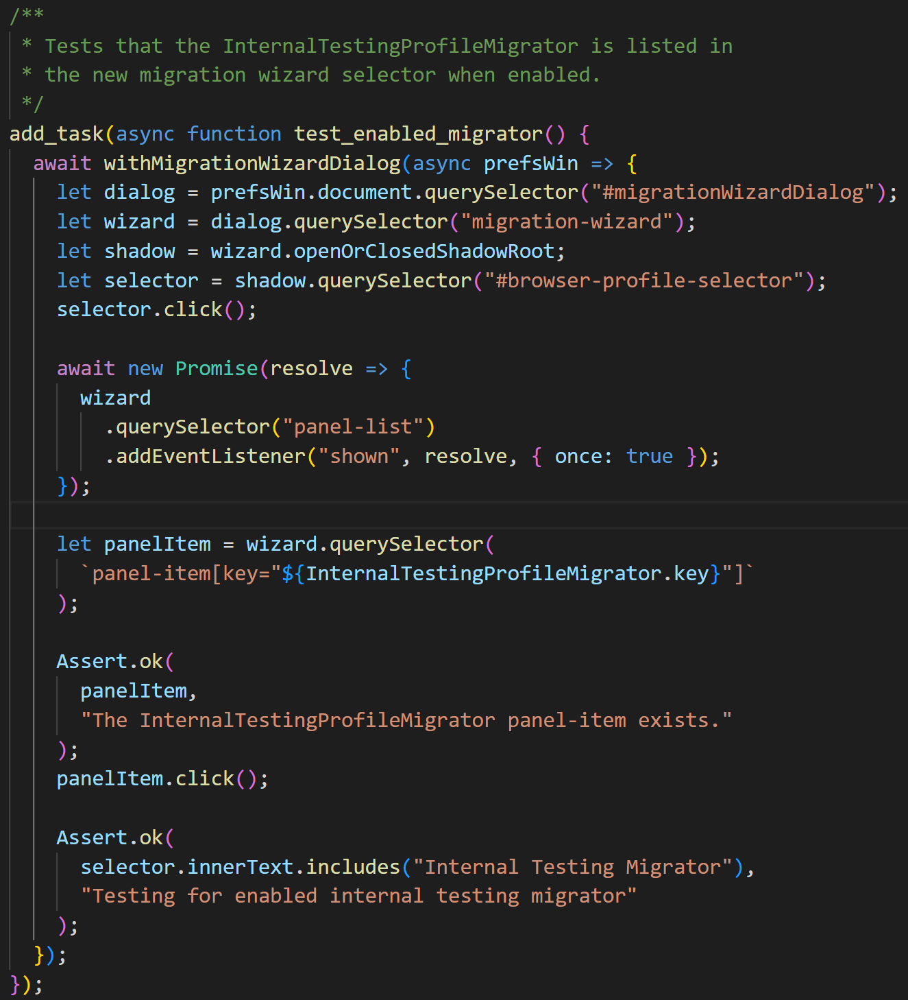 /**
 * Tests that the InternalTestingProfileMigrator is listed in
 * the new migration wizard selector when enabled.
 */
add_task(async function test_enabled_migrator() {
  await withMigrationWizardDialog(async prefsWin => {
    let dialog = prefsWin.document.querySelector("#migrationWizardDialog");
    let wizard = dialog.querySelector("migration-wizard");
    let shadow = wizard.openOrClosedShadowRoot;
    let selector = shadow.querySelector("#browser-profile-selector");
    selector.click();

    await new Promise(resolve => {
      wizard
        .querySelector("panel-list")
        .addEventListener("shown", resolve, { once: true });
    });

    let panelItem = wizard.querySelector(
      `panel-item[key="${InternalTestingProfileMigrator.key}"]`
    );

    Assert.ok(
      panelItem,
      "The InternalTestingProfileMigrator panel-item exists."
    );
    panelItem.click();

    Assert.ok(
      selector.innerText.includes("Internal Testing Migrator"),
      "Testing for enabled internal testing migrator"
    );
  });
});